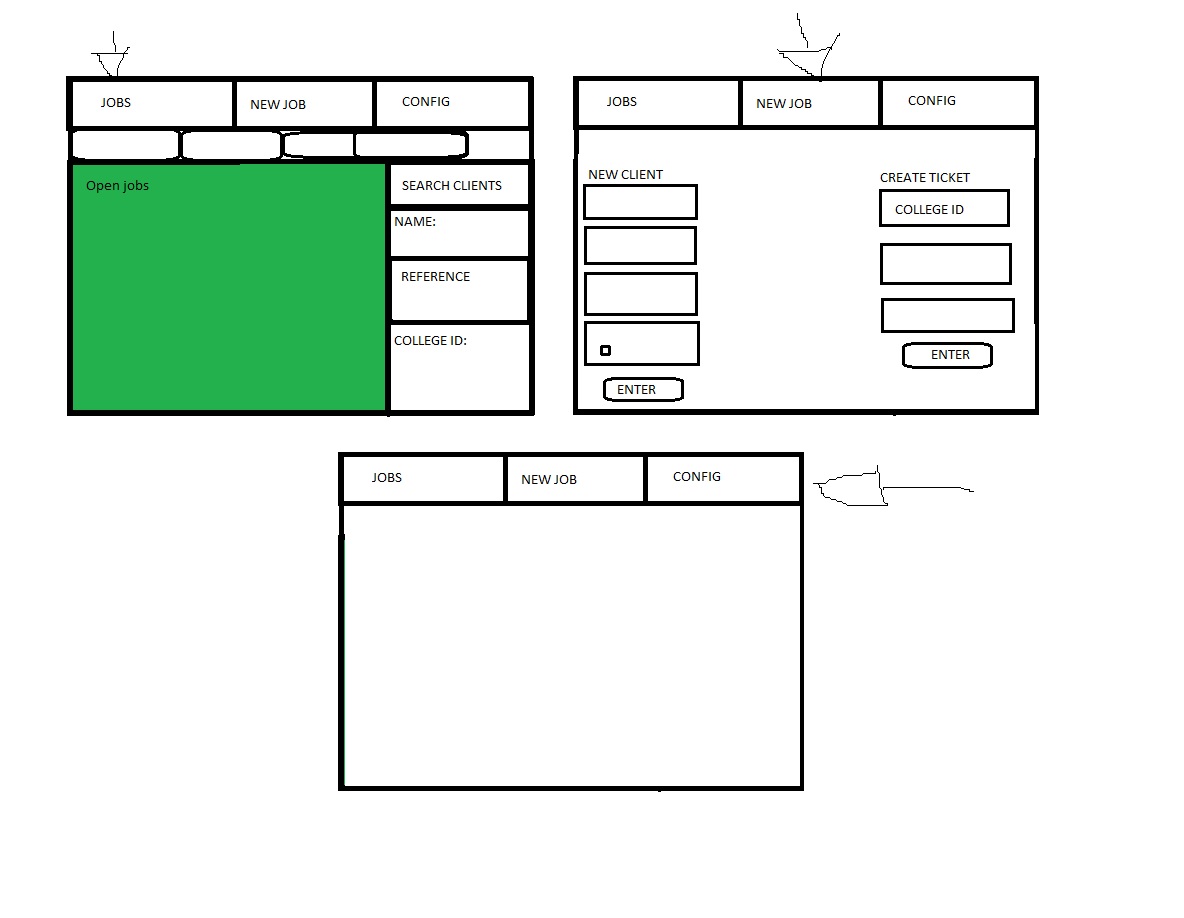 JOBS
NEW JOB
CONFIG
Open jobs
SEARCH CLIENTS
NAME:
REFERENCE
COLLEGE ID:
JOBS
NEW JOB
CONFIG
NEW CLIENT
ENTER
CREATE TICKET
COLLEGE ID
ENTER
JOBS
NEW JOB
CONFIG